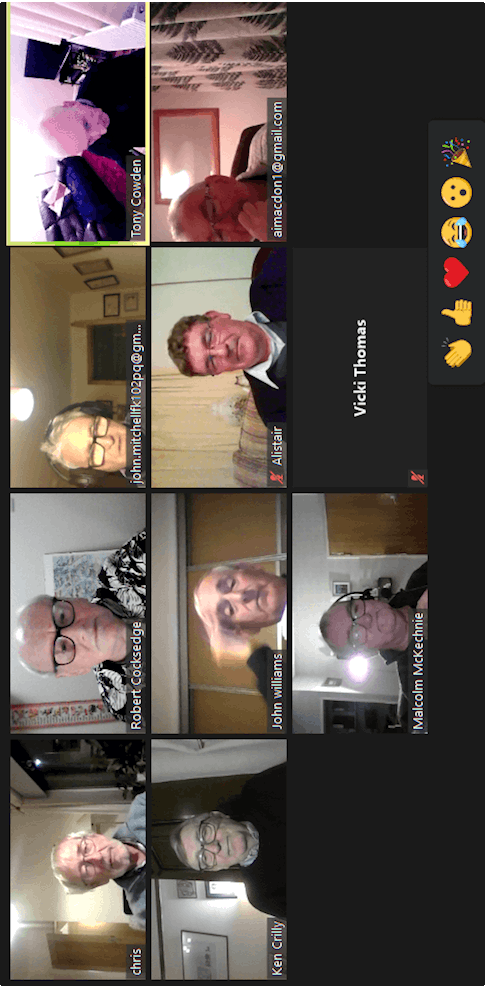 chris
Robert Cocksedge
john.mitchellfk102pq@gm...
Tony Cowden
Ken Crilly
John williams
Alistair
aimacdon1@gmail.com
Malcolm McKechnie
Vicki Thomas